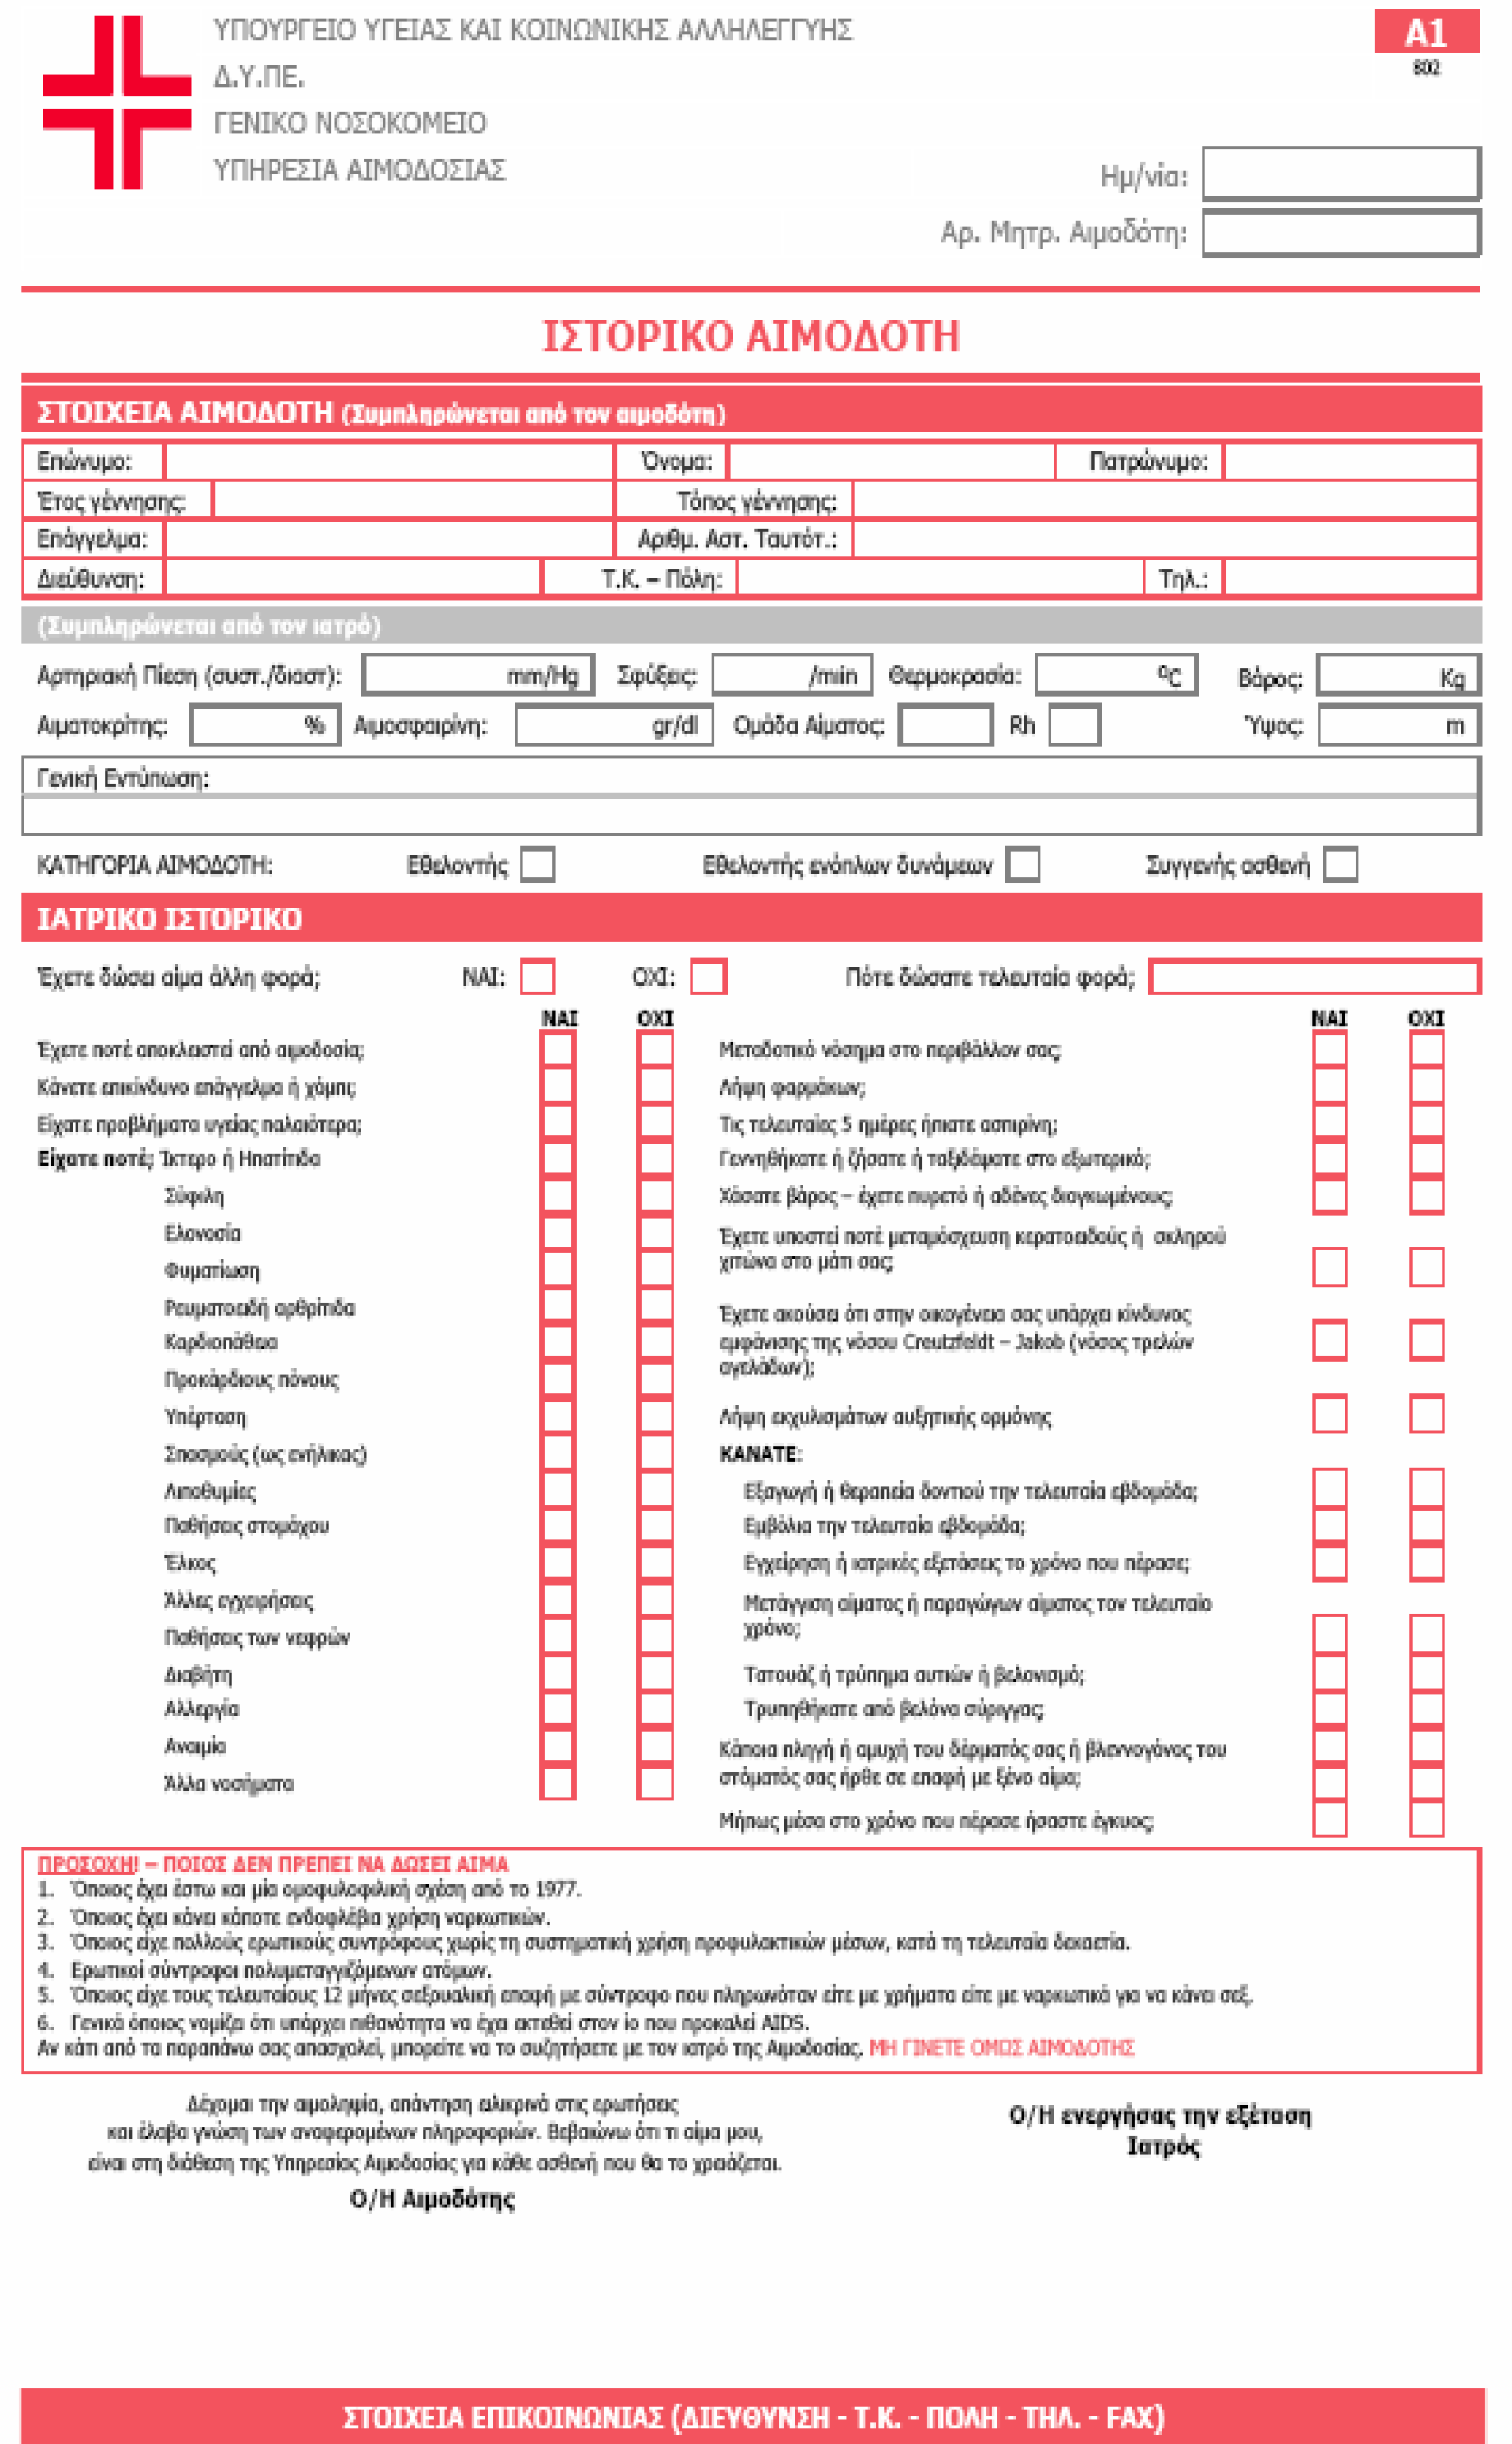 ΥΠΟΥΡΓΕΙΟ ΥΓΕΙΑΣ ΚΑΙ ΚΟΙΝΩΝΙΚΗΣ ΑΛΛΗΛΕΓΓΥΗΣ
Α1
802
Δ.Υ.ΠΕ.
ΓΕΝΙΚΟ ΝΟΣΟΚΟΜΕΙΟ
ΥΠΗΡΕΣΙΑ ΑΙΜΟΔΟΣΙΑΣ
Ημ/νία:
Αρ. Μητρ. Αιμοδότη:
ΙΣΤΟΡΙΚΟ ΑΙΜΟΔΟΤΗ
ΣΤΟΙΧΕΙΑ ΑΙΜΟΔΟΤΗ (Συμπληρώνεται από τον αιμοδότη)
Επώνυμο: Όνομα: Πατρώνυμο:
Έτος γέννησης: Τόπος γέννησης:
Επάγγελμα: Αριθμ. Αστ. Ταυτότ.:
Διεύθυνση: Τ.Κ. – Πόλη: Τηλ.:
(Συμπληρώνεται από τον ιατρό)
Αρτηριακή Πίεση (συστ./διαστ): mm/Hg Σφύξεις: /min Θερμοκρασία: ºC Βάρος: Kg
Αιματοκρίτης: % Αιμοσφαιρίνη: gr/dl Ομάδα Αίματος: Rh Ύψος: m
Γενική Εντύπωση:
ΚΑΤΗΓΟΡΙΑ ΑΙΜΟΔΟΤΗ: Εθελοντής Εθελοντής ενόπλων δυνάμεων Συγγενής ασθενή
ΙΑΤΡΙΚΟ ΙΣΤΟΡΙΚΟ
Έχετε δώσει αίμα άλλη φορά; ΝΑΙ: ΟΧΙ: Πότε δώσατε τελευταία φορά;
ΝΑΙ ΟΧΙ
Έχετε ποτέ αποκλειστεί από αιμοδοσία;
Κάνετε επικίνδυνο επάγγελμα ή χόμπι;
Είχατε προβλήματα υγείας παλαιότερα;
Είχατε ποτέ; Ίκτερο ή Ηπατίτιδα
Σύφιλη
Ελονοσία
Φυματίωση
Ρευματοειδή αρθρίτιδα
Καρδιοπάθεια
Προκάρδιους πόνους
Υπέρταση
Σπασμούς (ως ενήλικας)
Λιποθυμίες
Παθήσεις στομάχου
Έλκος
Άλλες εγχειρήσεις
Παθήσεις των νεφρών
Διαβήτη
Αλλεργία
Αναιμία
Άλλα νοσήματα
ΝΑΙ ΟΧΙ
Μεταδοτικό νόσημα στο περιβάλλον σας;
Λήψη φαρμάκων;
Τις τελευταίες 5 ημέρες ήπιατε ασπιρίνη;
Γεννηθήκατε ή ζήσατε ή ταξιδέψατε στο εξωτερικό;
Χάσατε βάρος – έχετε πυρετό ή αδένες διογκωμένους;
Έχετε υποστεί ποτέ μεταμόσχευση κερατοειδούς ή σκληρού
χιτώνα στο μάτι σας;
Έχετε ακούσει ότι στην οικογένεια σας υπάρχει κίνδυνος
εμφάνισης της νόσου Creutzfeldt – Jakob (νόσος τρελών
αγελάδων);
Λήψη εκχυλισμάτων αυξητικής ορμόνης
ΚΑΝΑΤΕ:
Εξαγωγή ή θεραπεία δοντιού την τελευταία εβδομάδα;
Εμβόλια την τελευταία εβδομάδα;
Εγχείρηση ή ιατρικές εξετάσεις το χρόνο που πέρασε;
Μετάγγιση αίματος ή παραγώγων αίματος τον τελευταίο
χρόνο;
Τατουάζ ή τρύπημα αυτιών ή βελονισμό;
Τρυπηθήκατε από βελόνα σύριγγας;
Κάποια πληγή ή αμυχή του δέρματός σας ή βλεννογόνος του
στόματός σας ήρθε σε επαφή με ξένο αίμα;
Μήπως μέσα στο χρόνο που πέρασε ήσαστε έγκυος;
ΠΡΟΣΟΧΗ! – ΠΟΙΟΣ ΔΕΝ ΠΡΕΠΕΙ ΝΑ ΔΩΣΕΙ ΑΙΜΑ
1. Όποιος έχει έστω και μία ομοφυλοφιλική σχέση από το 1977.
2. Όποιος έχει κάνει κάποτε ενδοφλέβια χρήση ναρκωτικών.
3. Όποιος είχε πολλούς ερωτικούς συντρόφους χωρίς τη συστηματική χρήση προφυλακτικών μέσων, κατά τη τελευταία δεκαετία.
4. Ερωτικοί σύντροφοι πολυμεταγγιζόμενων ατόμων.
5. Όποιος είχε τους τελευταίους 12 μήνες σεξουαλική επαφή με σύντροφο που πληρωνόταν είτε με χρήματα είτε με ναρκωτικά για να κάνει σεξ.
6. Γενικά όποιος νομίζει ότι υπάρχει πιθανότητα να έχει εκτεθεί στον ίο που προκαλεί AIDS.
Αν κάτι από τα παραπάνω σας απασχολεί, μπορείτε να το συζητήσετε με τον ιατρό της Αιμοδοσίας. ΜΗ ΓΙΝΕΤΕ ΟΜΩΣ ΑΙΜΟΔΟΤΗΣ
Δέχομαι την αιμοληψία, απάντηση ειλικρινά στις ερωτήσεις
και έλαβα γνώση των αναφερομένων πληροφοριών. Βεβαιώνω ότι τι αίμα μου,
είναι στη διάθεση της Υπηρεσίας Αιμοδοσίας για κάθε ασθενή που θα το χρειάζεται.
Ο/Η Αιμοδότης
Ο/Η ενεργήσας την εξέταση
Ιατρός
ΣΤΟΙΧΕΙΑ ΕΠΙΚΟΙΝΩΝΙΑΣ (ΔΙΕΥΘΥΝΣΗ - Τ.Κ. - ΠΟΛΗ - ΤΗΛ. - FAX)